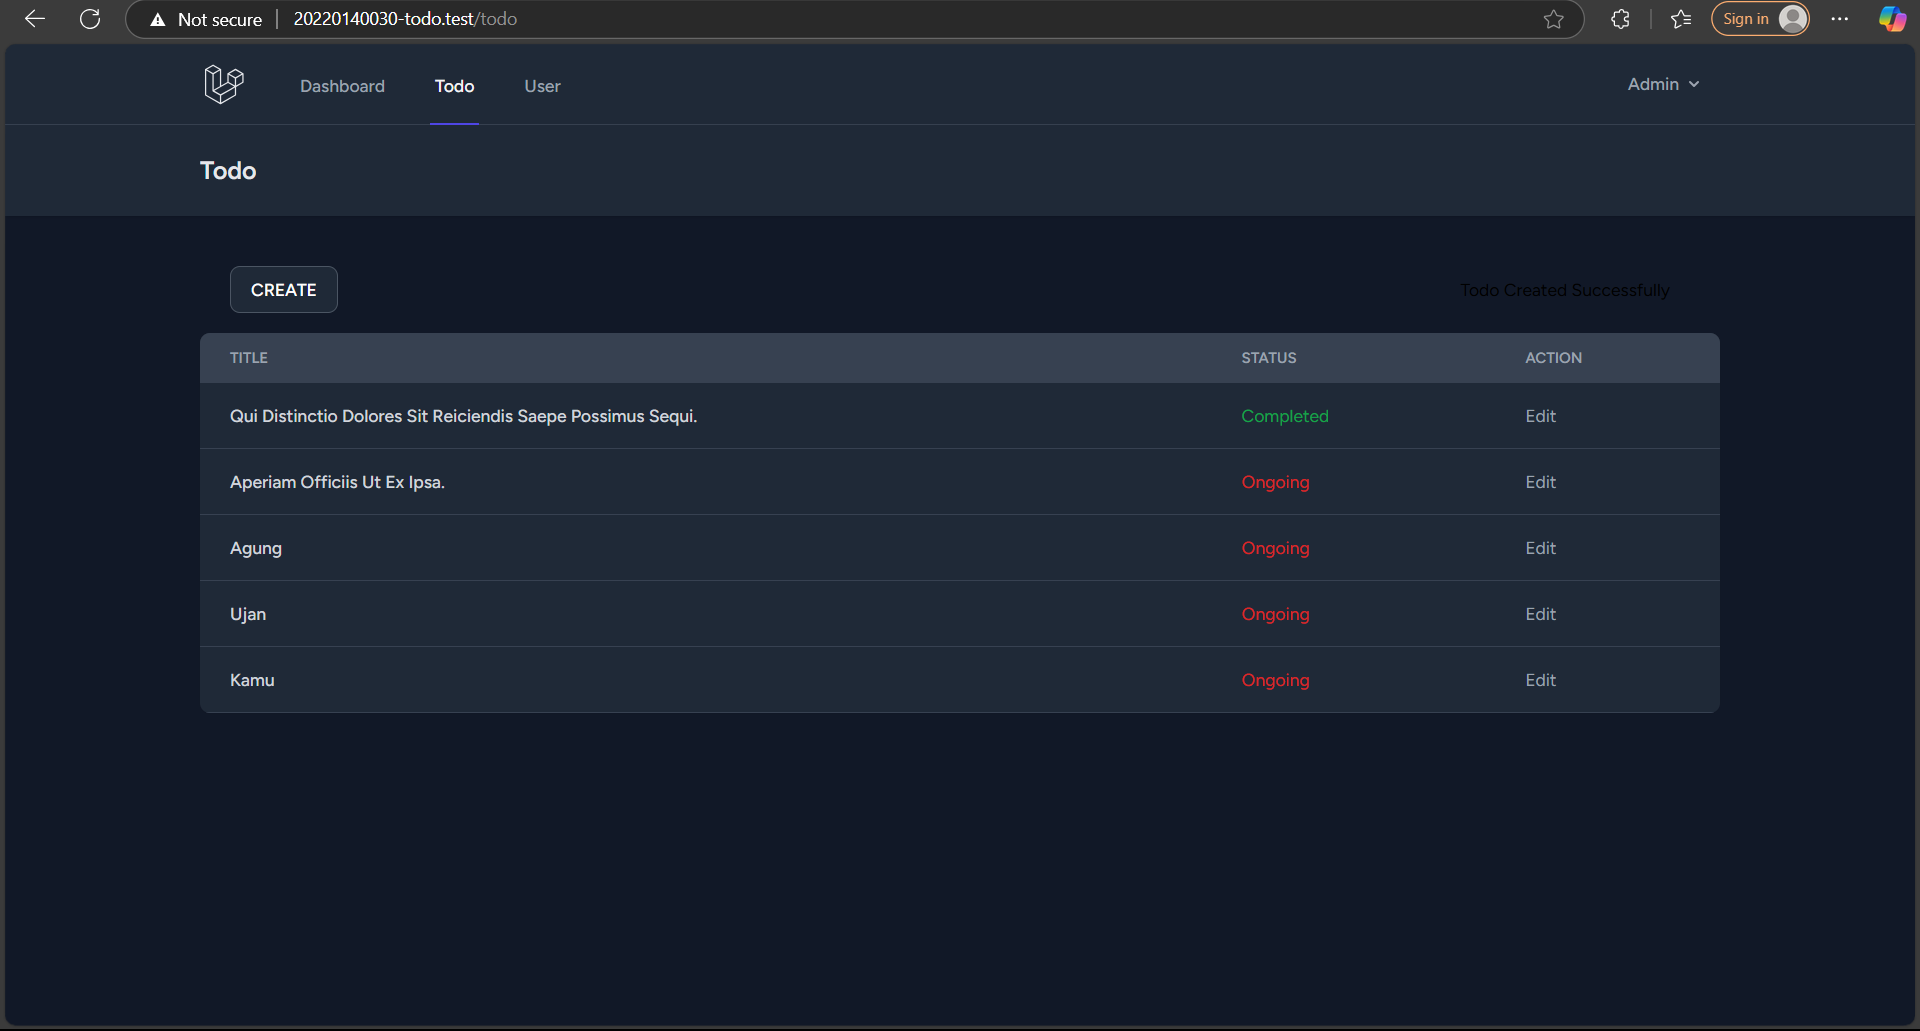 Not secure 20220140030-todo.test/todo Sign in
Dashboard Todo User Admin
Todo
CREATE Todo Created Successfully
TITLE STATUS ACTION
Qui Distinctio Dolores Sit Reiciendis Saepe Possimus Sequi. Completed Edit
Aperiam Officiis Ut Ex Ipsa. Ongoing Edit
Agung Ongoing Edit
Ujan Ongoing Edit
Kamu Ongoing Edit